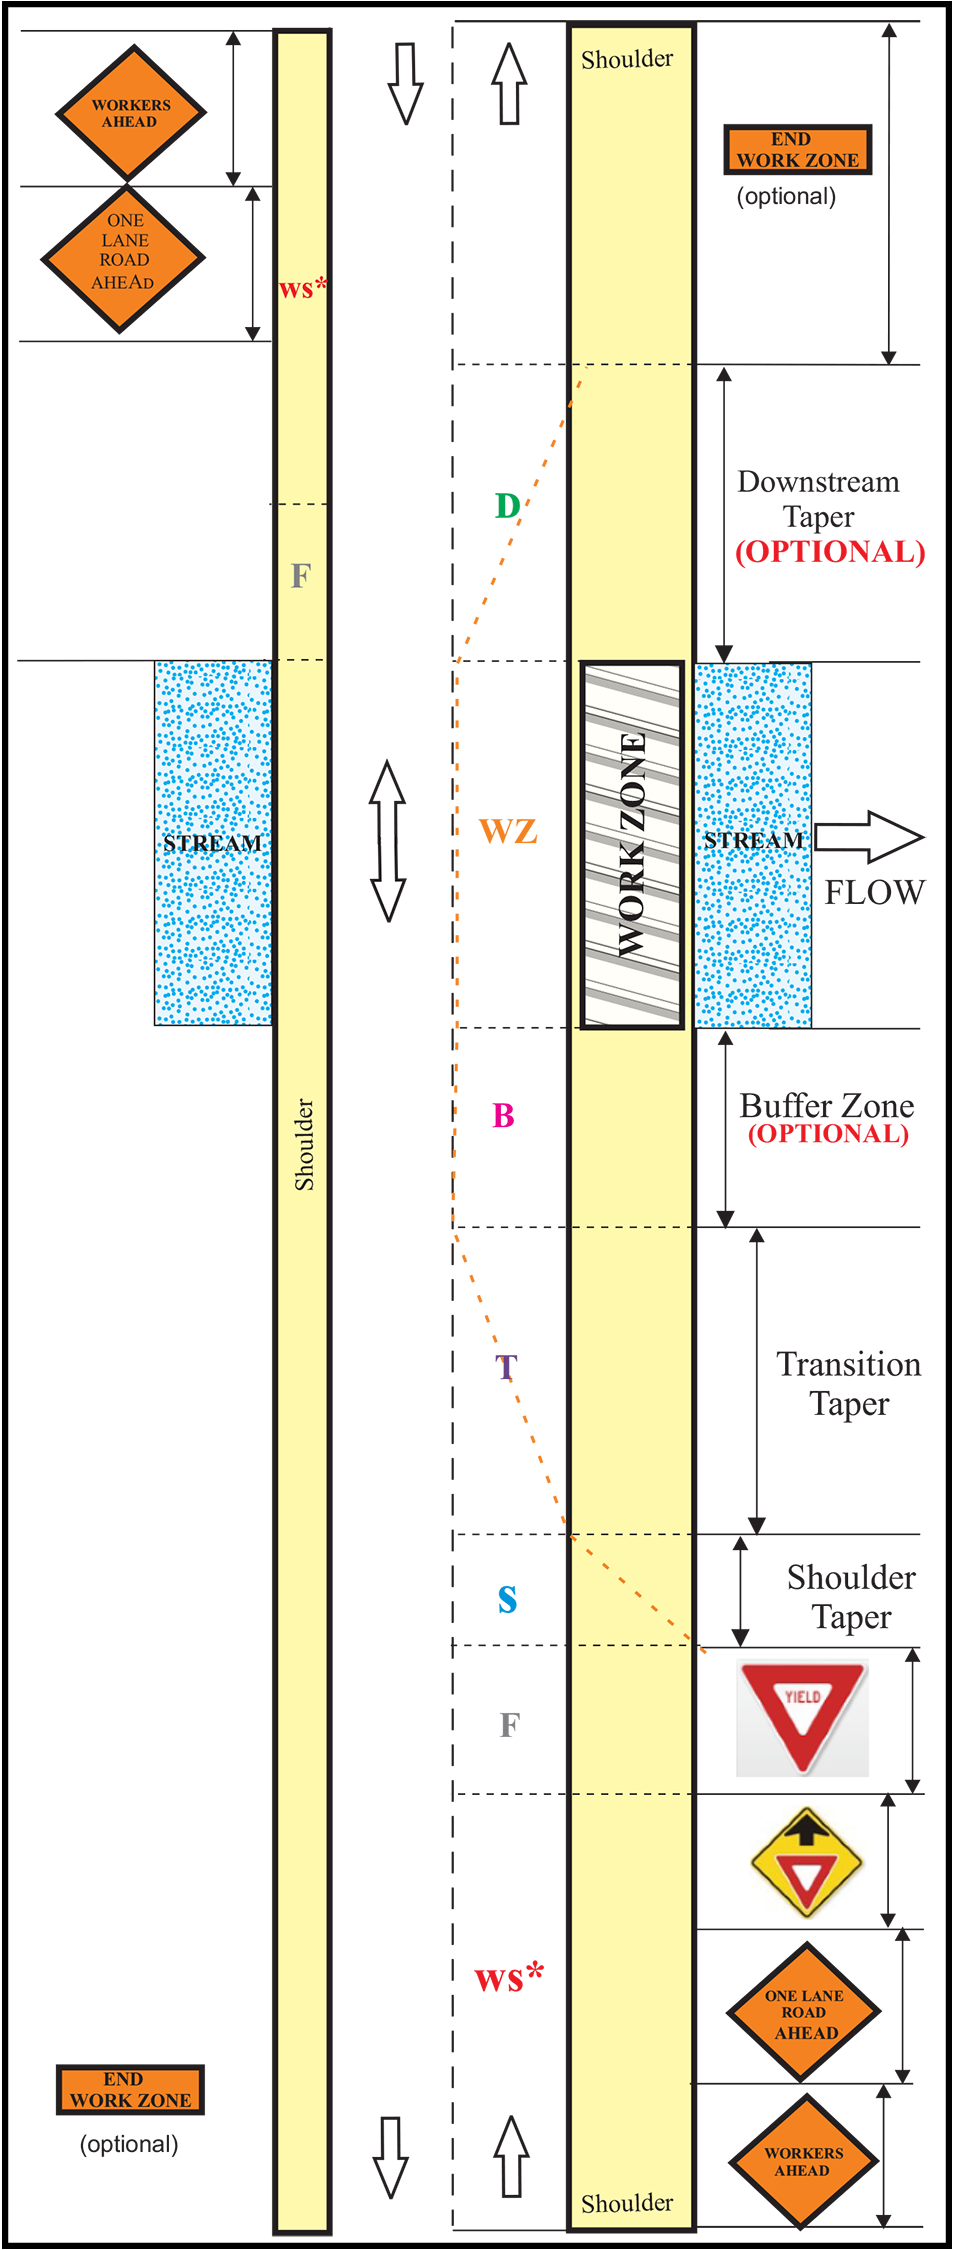 Shoulder
WORKERS
AHEAD
END
WORK ZONE
(optional)
ONE
LANE
ROAD
AHEAD
ws*
Downstream
Taper
(OPTIONAL)
D
F
WORK ZONE
WZ
STREAM
STREAM
FLOW
Buffer Zone
(OPTIONAL)
B
Shoulder
Transition
Taper
T
Shoulder
Taper
S
YIELD
F
ws*
ONE LANE
ROAD
AHEAD
END
WORK ZONE
(optional)
WORKERS
AHEAD
Shoulder